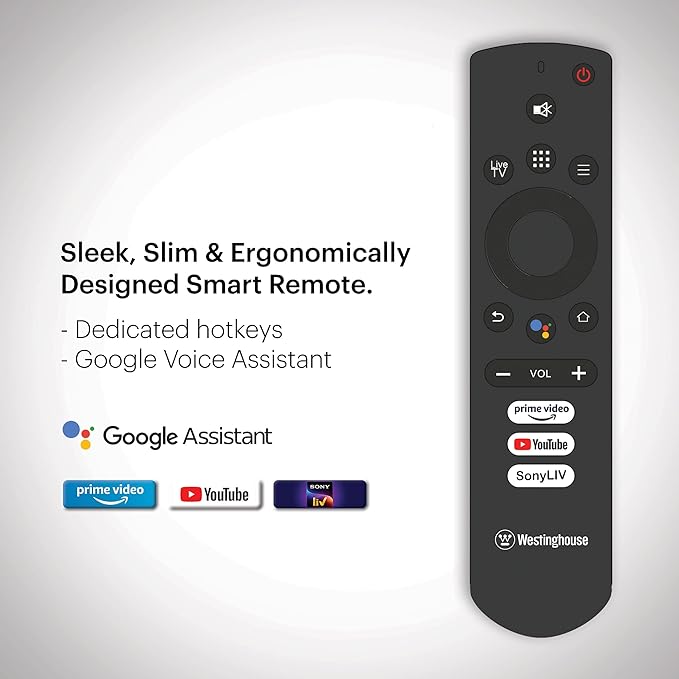 Sleek, Slim & Ergonomically
Designed Smart Remote.
- Dedicated hotkeys
- Google Voice Assistant
Google Assistant
prime video
YouTube
SONY
liv
Live
TV
VOL
prime video
YouTube
SonyLIV
W Westinghouse